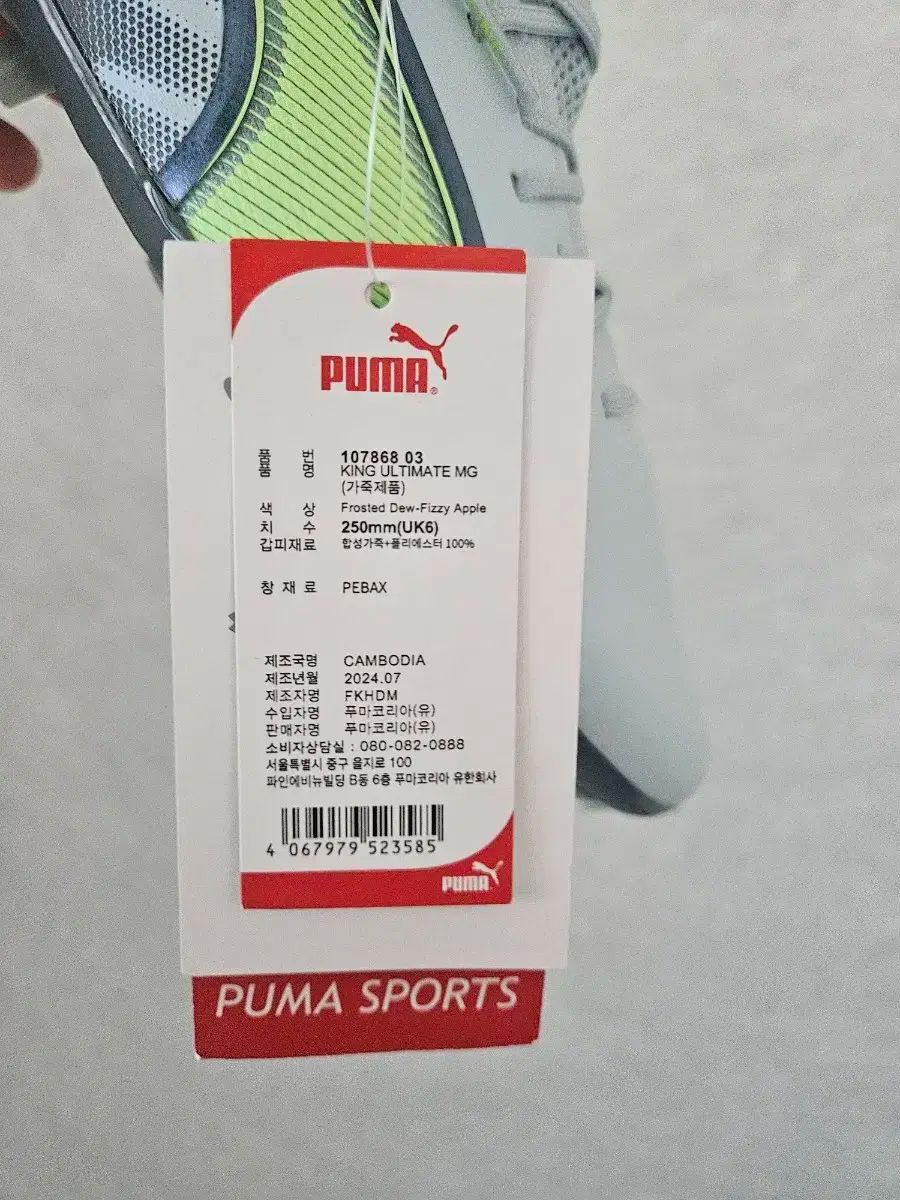 PUMA®
품 번 107868 03
품 명 KING ULTIMATE MG
(가죽제품)
색 상 Frosted Dew-Fizzy Apple
치 수 250mm(UK6)
갑피재료 합성가죽+폴리에스터 100%
창 재 료 PEBAX
제조국명 CAMBODIA
제조년월 2024.07
제조자명 FKHDM
수입자명 푸마코리아(유)
판매자명 푸마코리아(유)
소비자상담실 : 080-082-0888
서울특별시 중구 을지로 100
파인에비뉴빌딩 B동 6층 푸마코리아 유한회사
4 067979 523585
PUMA
PUMA SPORTS